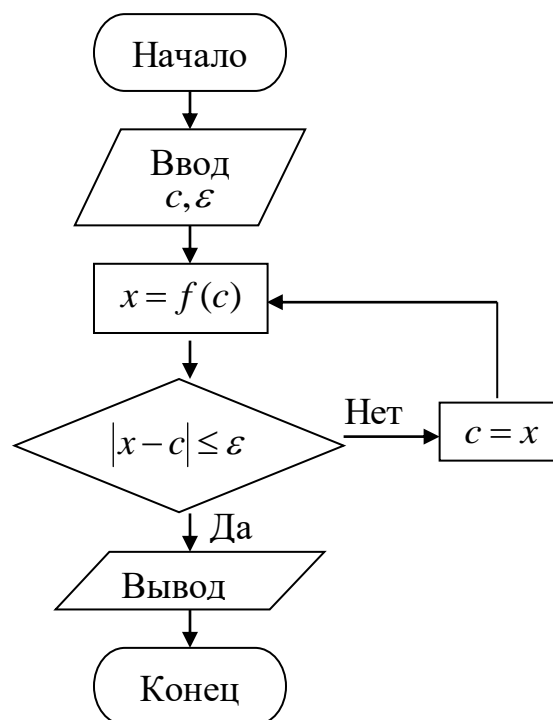 Начало
Ввод
c, ε
x = f(c)
|x − c| ≤ ε
Нет
c = x
Да
Вывод
Конец